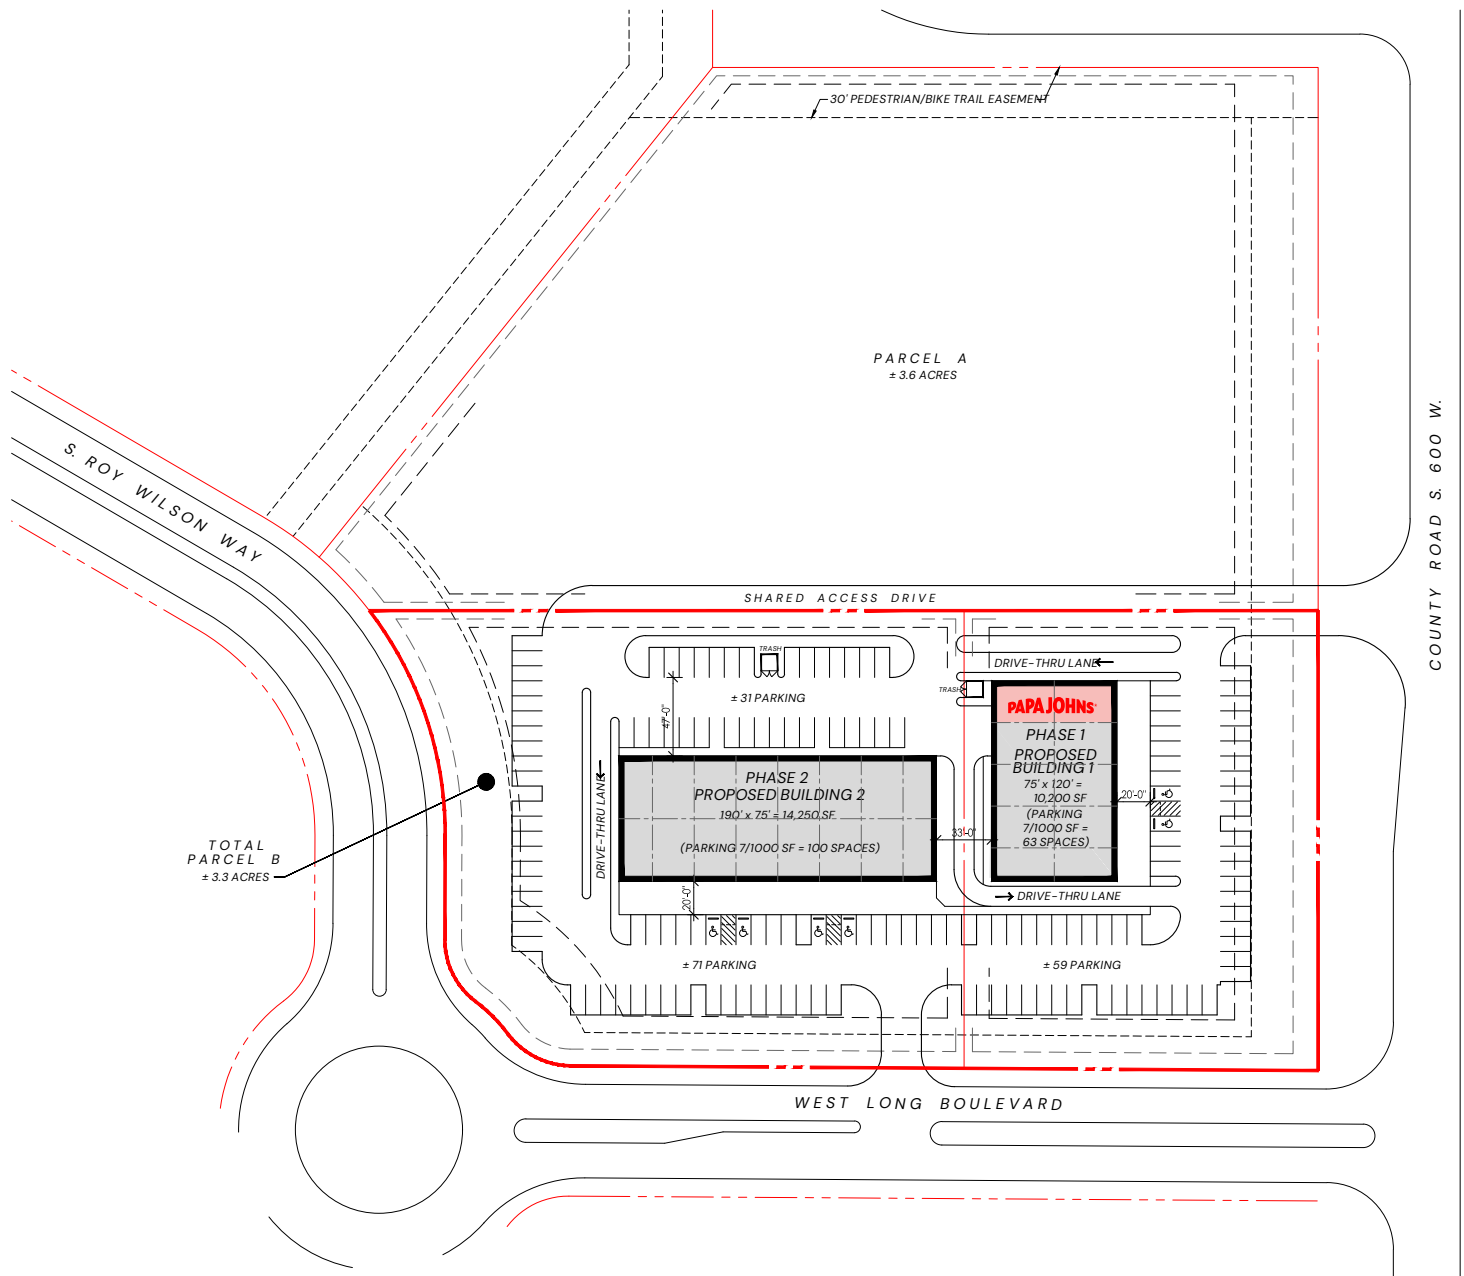 30' PEDESTRIAN/BIKE TRAIL EASEMENT
PARCEL A
± 3.6 ACRES
COUNTY ROAD S. 600 W.
S. ROY WILSON WAY
SHARED ACCESS DRIVE
TRASH
DRIVE-THRU LANE
± 31 PARKING
TRASH
47'-0"
PAPA JOHNS
PHASE 1
PROPOSED
BUILDING 1
75' x 120' =
10,200 SF
(PARKING
7/1000 SF =
63 SPACES)
20'-0"
DRIVE-THRU LANE
PHASE 2
PROPOSED BUILDING 2
190' x 75' = 14,250 SF
(PARKING 7/1000 SF = 100 SPACES)
33'-0"
TOTAL
PARCEL B
± 3.3 ACRES
20'-0"
DRIVE-THRU LANE
± 71 PARKING
± 59 PARKING
WEST LONG BOULEVARD